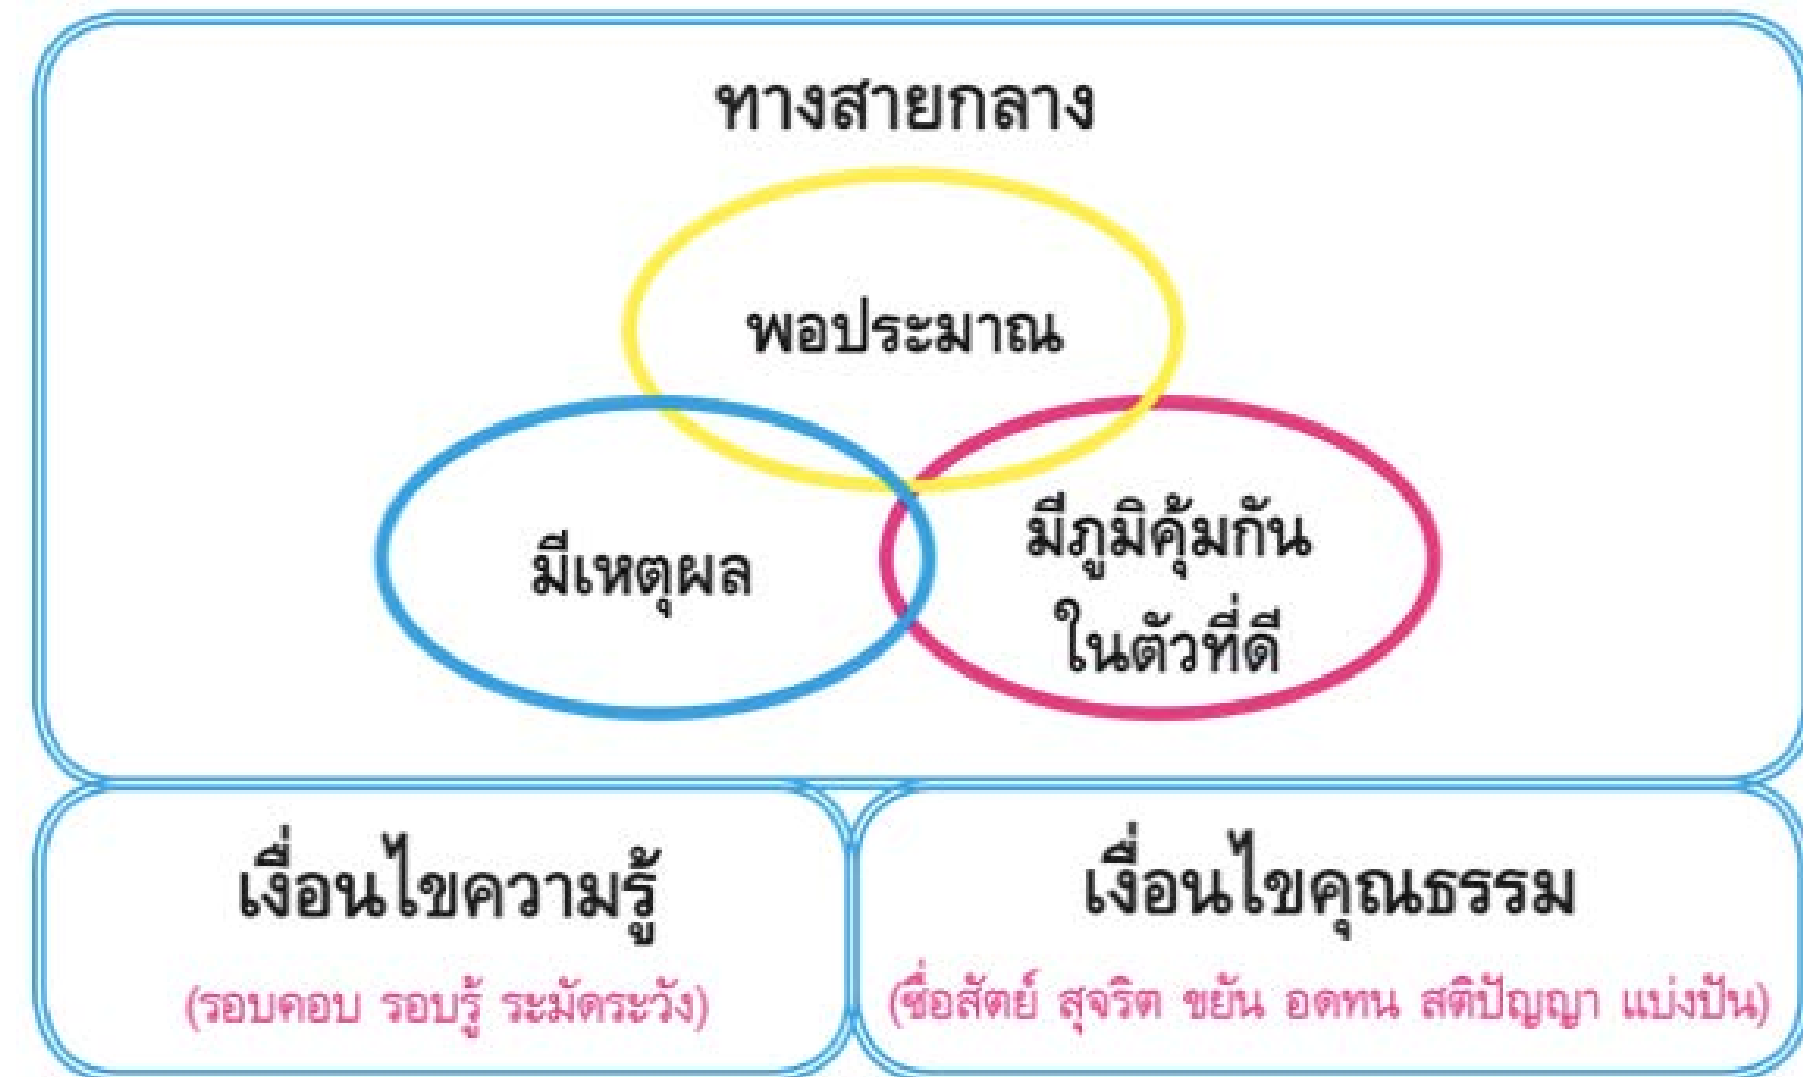 ทางสายกลาง
พอประมาณ
มีเหตุผล
มีภูมิคุ้มกัน
ในตัวที่ดี
เงื่อนไขความรู้
(รอบคอบ รอบรู้ ระมัดระวัง)
เงื่อนไขคุณธรรม
(ซื่อสัตย์ สุจริต ขยัน อดทน สติปัญญา แบ่งปัน)